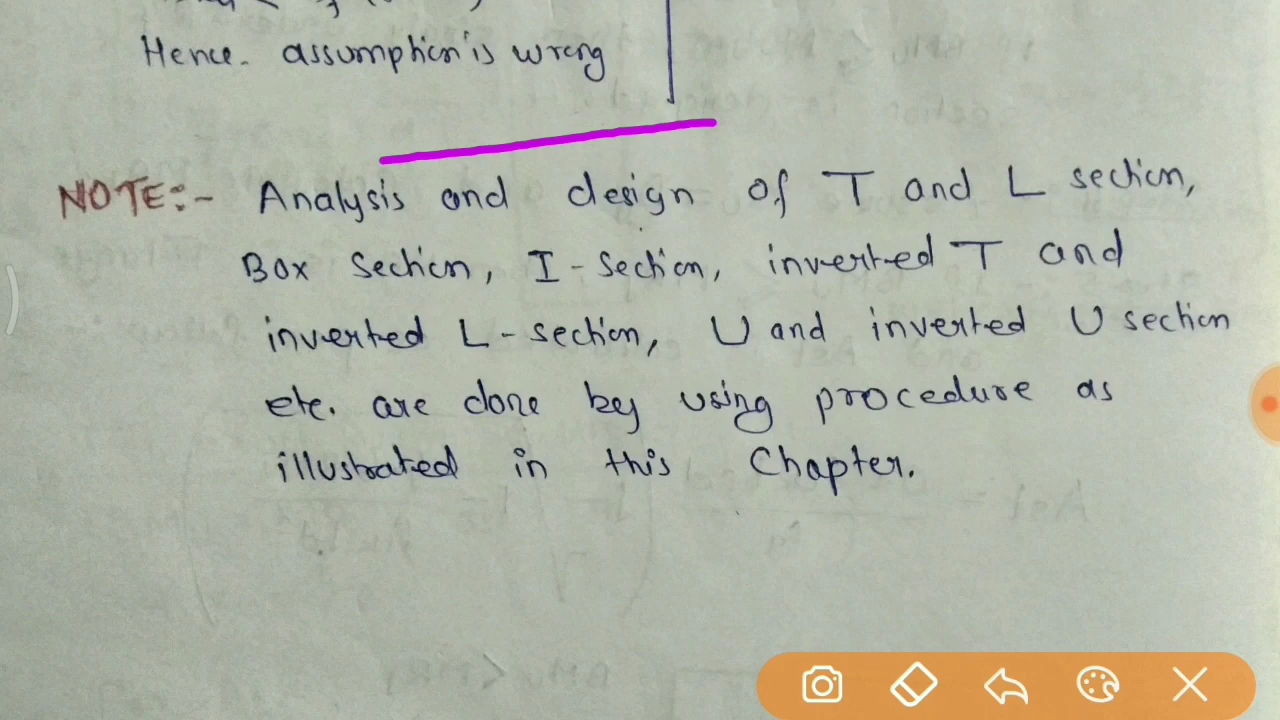 Hence. assumption is wrong
NOTE:- Analysis and design of T and L section,
Box section, I-section, inverted T and
inverted L-section, U and inverted U section
etc. are done by using procedure as
illustrated in this Chapter.